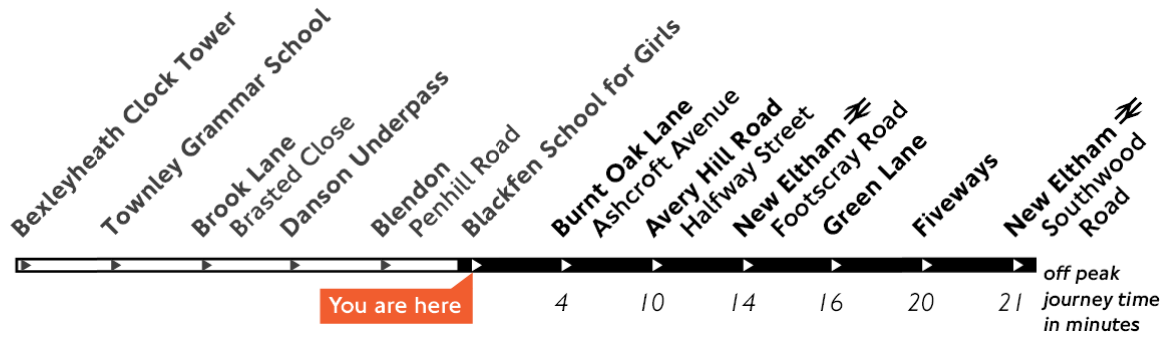 Bexleyheath Clock Tower
Townley Grammar School
Brook Lane
Brasted Close
Danson Underpass
Blendon
Penhill Road
Blackfen School for Girls
Burnt Oak Lane
Ashcroft Avenue
Avery Hill Road
Halfway Street
New Eltham
Footscray Road
Green Lane
Fiveways
New Eltham
Southwood
Road
You are here
4
10
14
16
20
21
off peak
journey time
in minutes